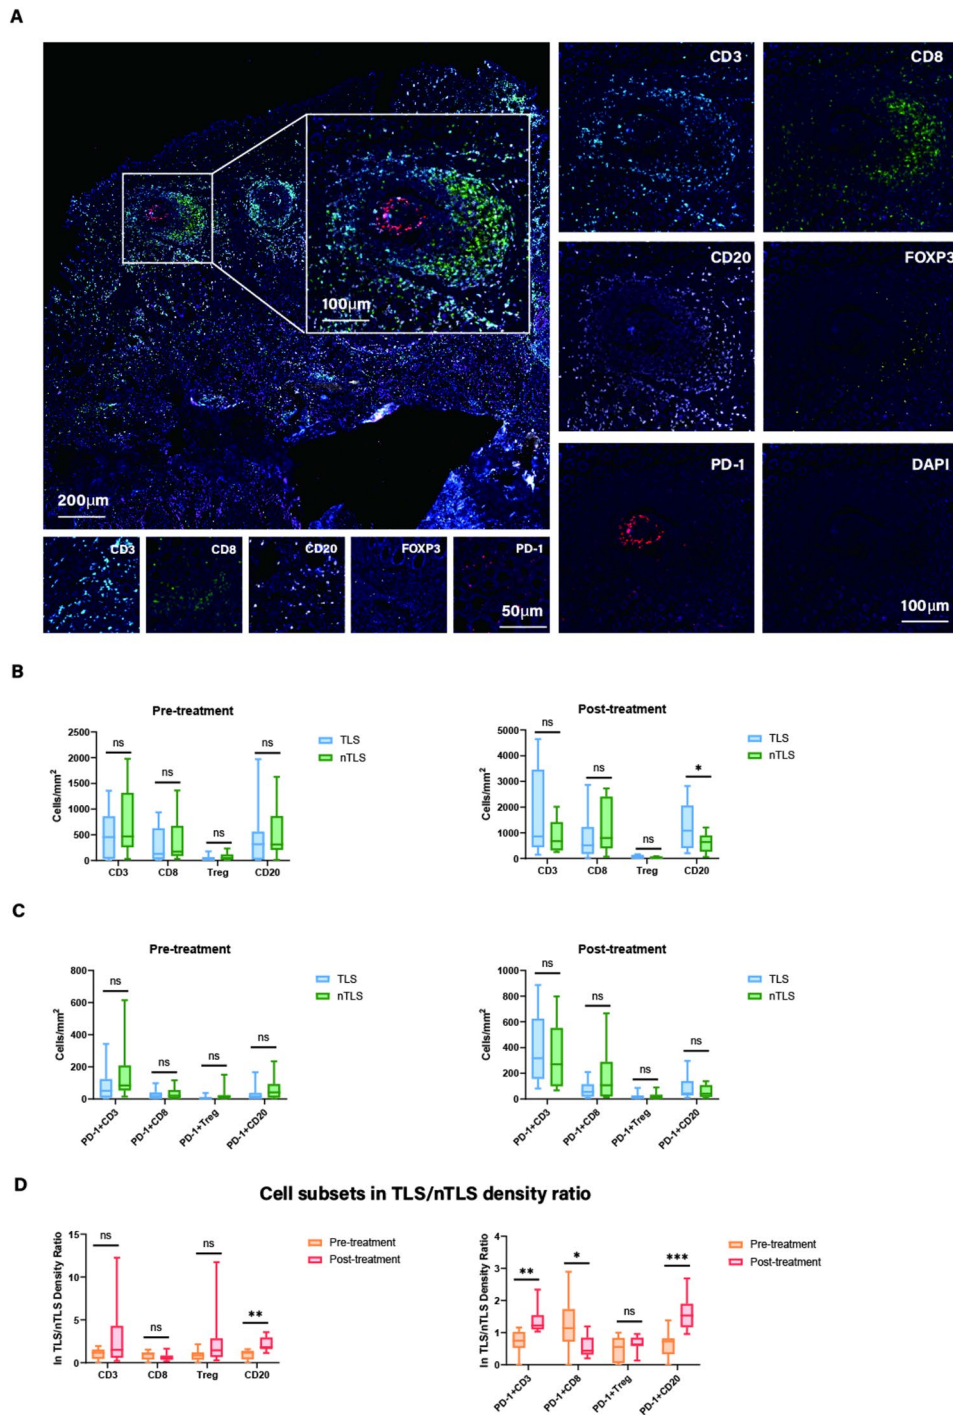 A
CD3
CD8
100μm
CD20
FOXP3
200μm
PD-1
DAPI
CD3
CD8
CD20
FOXP3
PD-1
50μm
100μm
B
Pre-treatment
Cells/mm²
2500
2000
1500
1000
500
0
ns
ns
ns
ns
CD3
CD8
Treg
CD20
TLS
nTLS
Post-treatment
Cells/mm²
5000
4000
3000
2000
1000
0
ns
ns
ns
*
CD3
CD8
Treg
CD20
TLS
nTLS
C
Pre-treatment
Cells/mm²
800
600
400
200
0
ns
ns
ns
ns
PD-1+CD3
PD-1+CD8
PD-1+Treg
PD-1+CD20
TLS
nTLS
Post-treatment
Cells/mm²
1000
800
600
400
200
0
ns
ns
ns
ns
PD-1+CD3
PD-1+CD8
PD-1+Treg
PD-1+CD20
TLS
nTLS
D
Cell subsets in TLS/nTLS density ratio
In TLS/nTLS Density Ratio
15
10
5
0
ns
ns
ns
**
CD3
CD8
Treg
CD20
Pre-treatment
Post-treatment
In TLS/nTLS Density Ratio
4
3
2
1
0
**
*
ns
***
PD-1+CD3
PD-1+CD8
PD-1+Treg
PD-1+CD20
Pre-treatment
Post-treatment